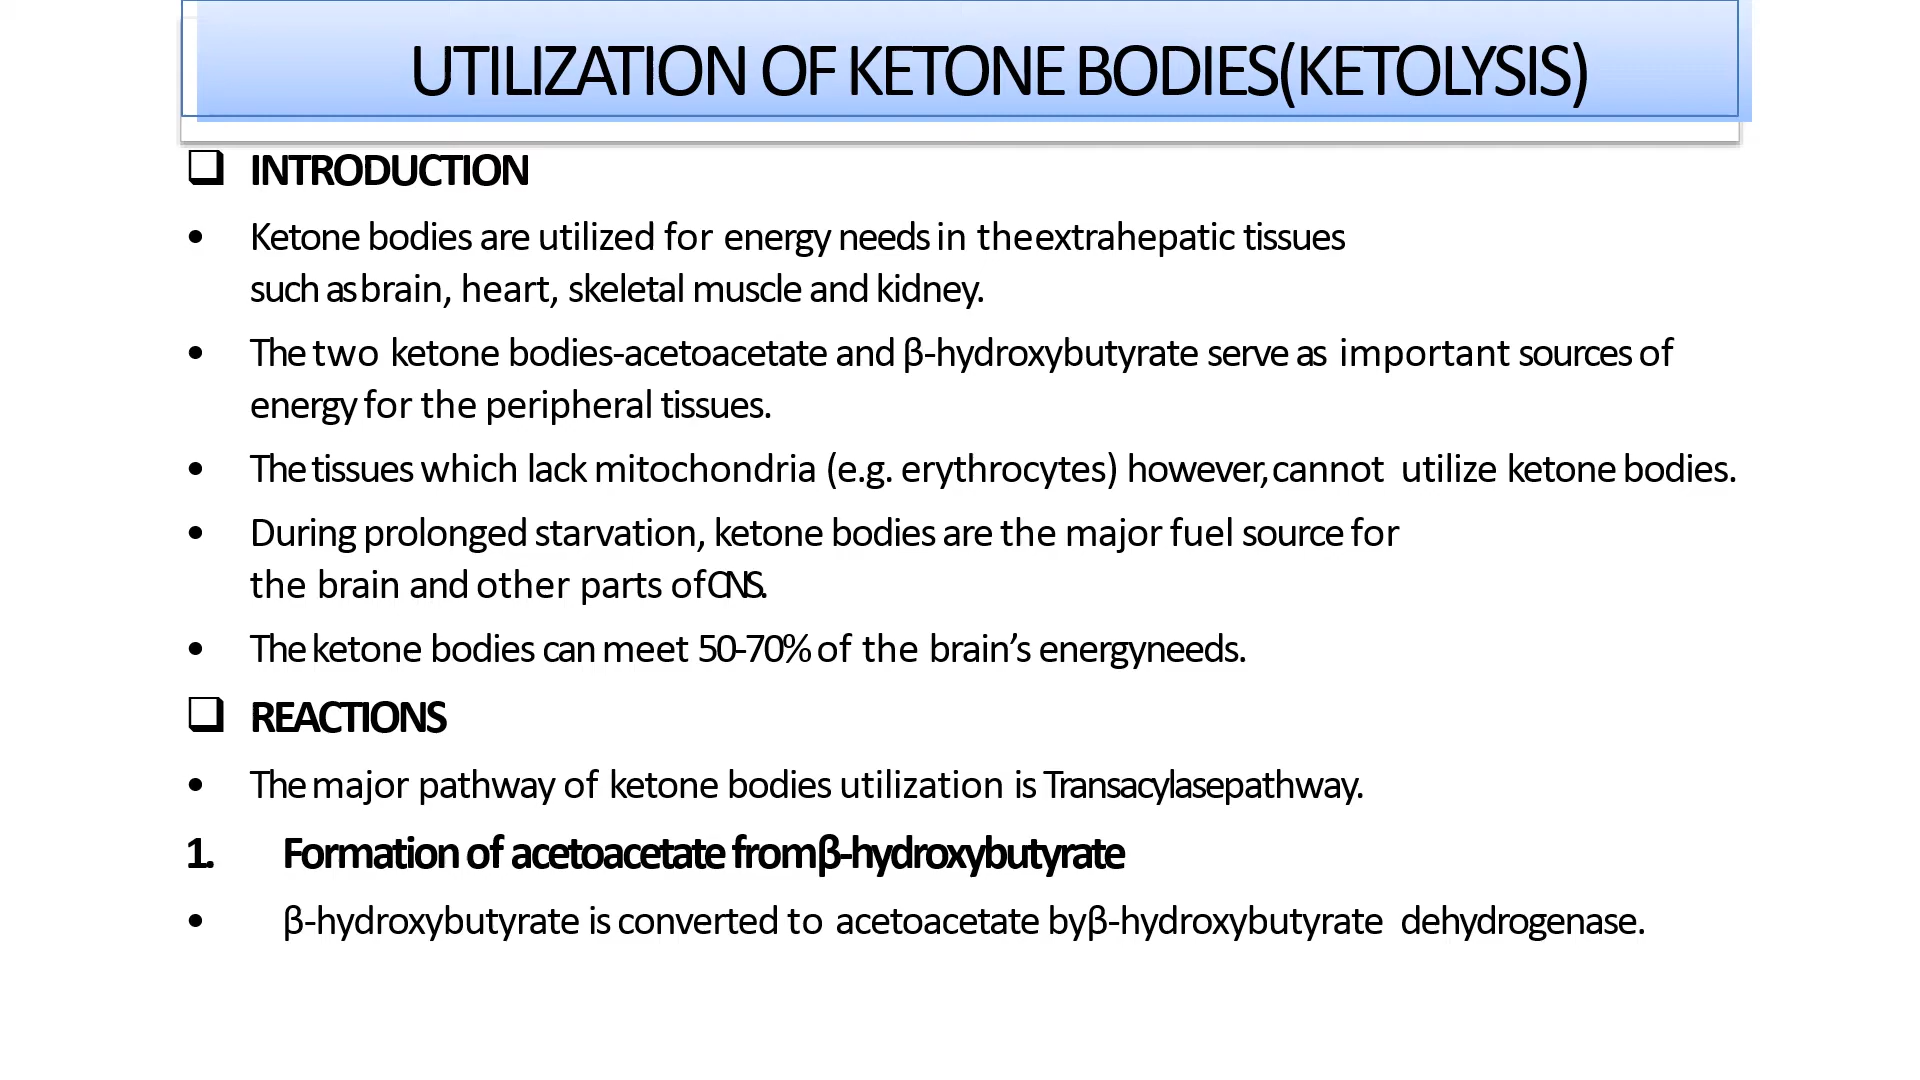 UTILIZATION OF KETONE BODIES(KETOLYSIS)
❑ INTRODUCTION
• Ketone bodies are utilized for energy needs in theextrahepatic tissues
such asbrain, heart, skeletal muscle and kidney.
• The two ketone bodies-acetoacetate and β-hydroxybutyrate serve as important sources of
energy for the peripheral tissues.
• The tissues which lack mitochondria (e.g. erythrocytes) however,cannot utilize ketone bodies.
• During prolonged starvation, ketone bodies are the major fuel source for
the brain and other parts ofCNS.
• The ketone bodies can meet 50-70% of the brain’s energyneeds.
❑ REACTIONS
• The major pathway of ketone bodies utilization is Transacylasepathway.
1. Formation of acetoacetate fromβ-hydroxybutyrate
• β-hydroxybutyrate is converted to acetoacetate byβ-hydroxybutyrate dehydrogenase.